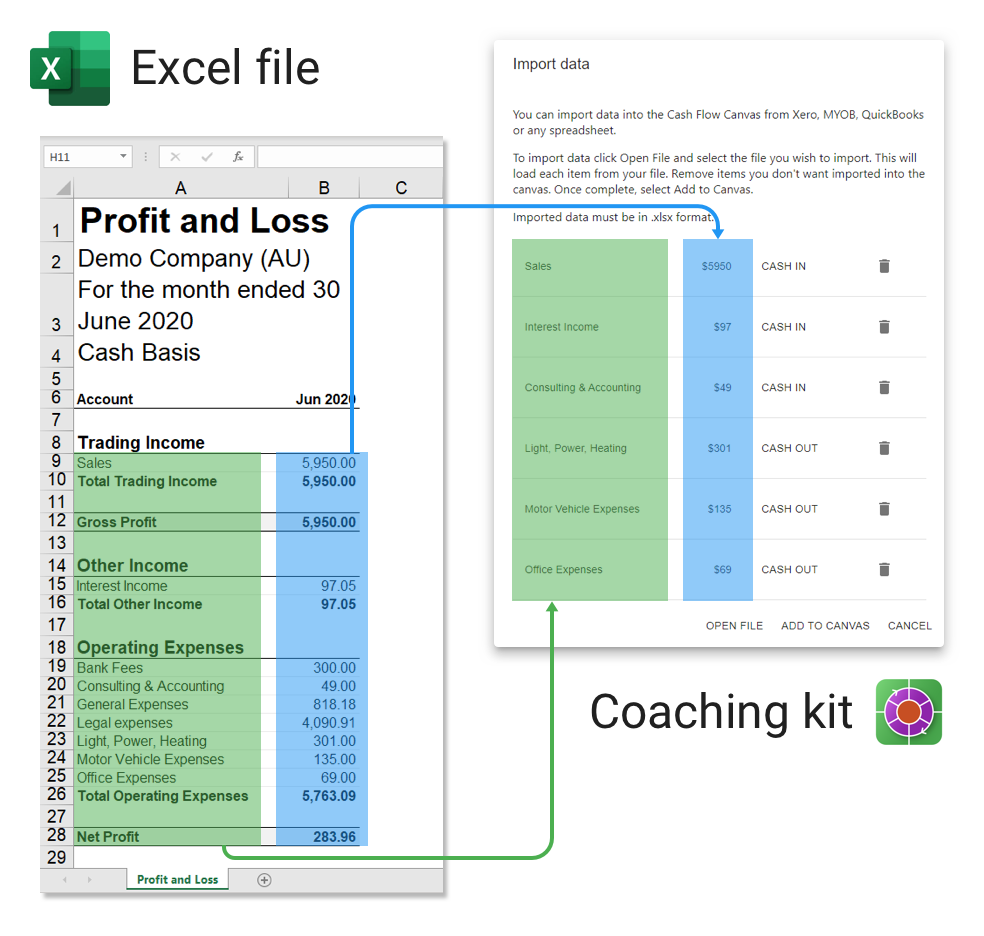 X
Excel file
H11
fx
A B C
1 Profit and Loss
2 Demo Company (AU)
For the month ended 30
3 June 2020
4 Cash Basis
5
6 Account Jun 2020
7
8 Trading Income
9 Sales 5,950.00
10 Total Trading Income 5,950.00
11
12 Gross Profit 5,950.00
13
14 Other Income
15 Interest Income 97.05
16 Total Other Income 97.05
17
18 Operating Expenses
19 Bank Fees 300.00
20 Consulting & Accounting 49.00
21 General Expenses 818.18
22 Legal expenses 4,090.91
23 Light, Power, Heating 301.00
24 Motor Vehicle Expenses 135.00
25 Office Expenses 69.00
26 Total Operating Expenses 5,763.09
27
28 Net Profit 283.96
29
Profit and Loss
Import data
You can import data into the Cash Flow Canvas from Xero, MYOB, QuickBooks
or any spreadsheet.
To import data click Open File and select the file you wish to import. This will
load each item from your file. Remove items you don't want imported into the
canvas. Once complete, select Add to Canvas.
Imported data must be in .xlsx format.
Sales $5950 CASH IN
Interest Income $97 CASH IN
Consulting & Accounting $49 CASH IN
Light, Power, Heating $301 CASH OUT
Motor Vehicle Expenses $135 CASH OUT
Office Expenses $69 CASH OUT
OPEN FILE ADD TO CANVAS CANCEL
Coaching kit